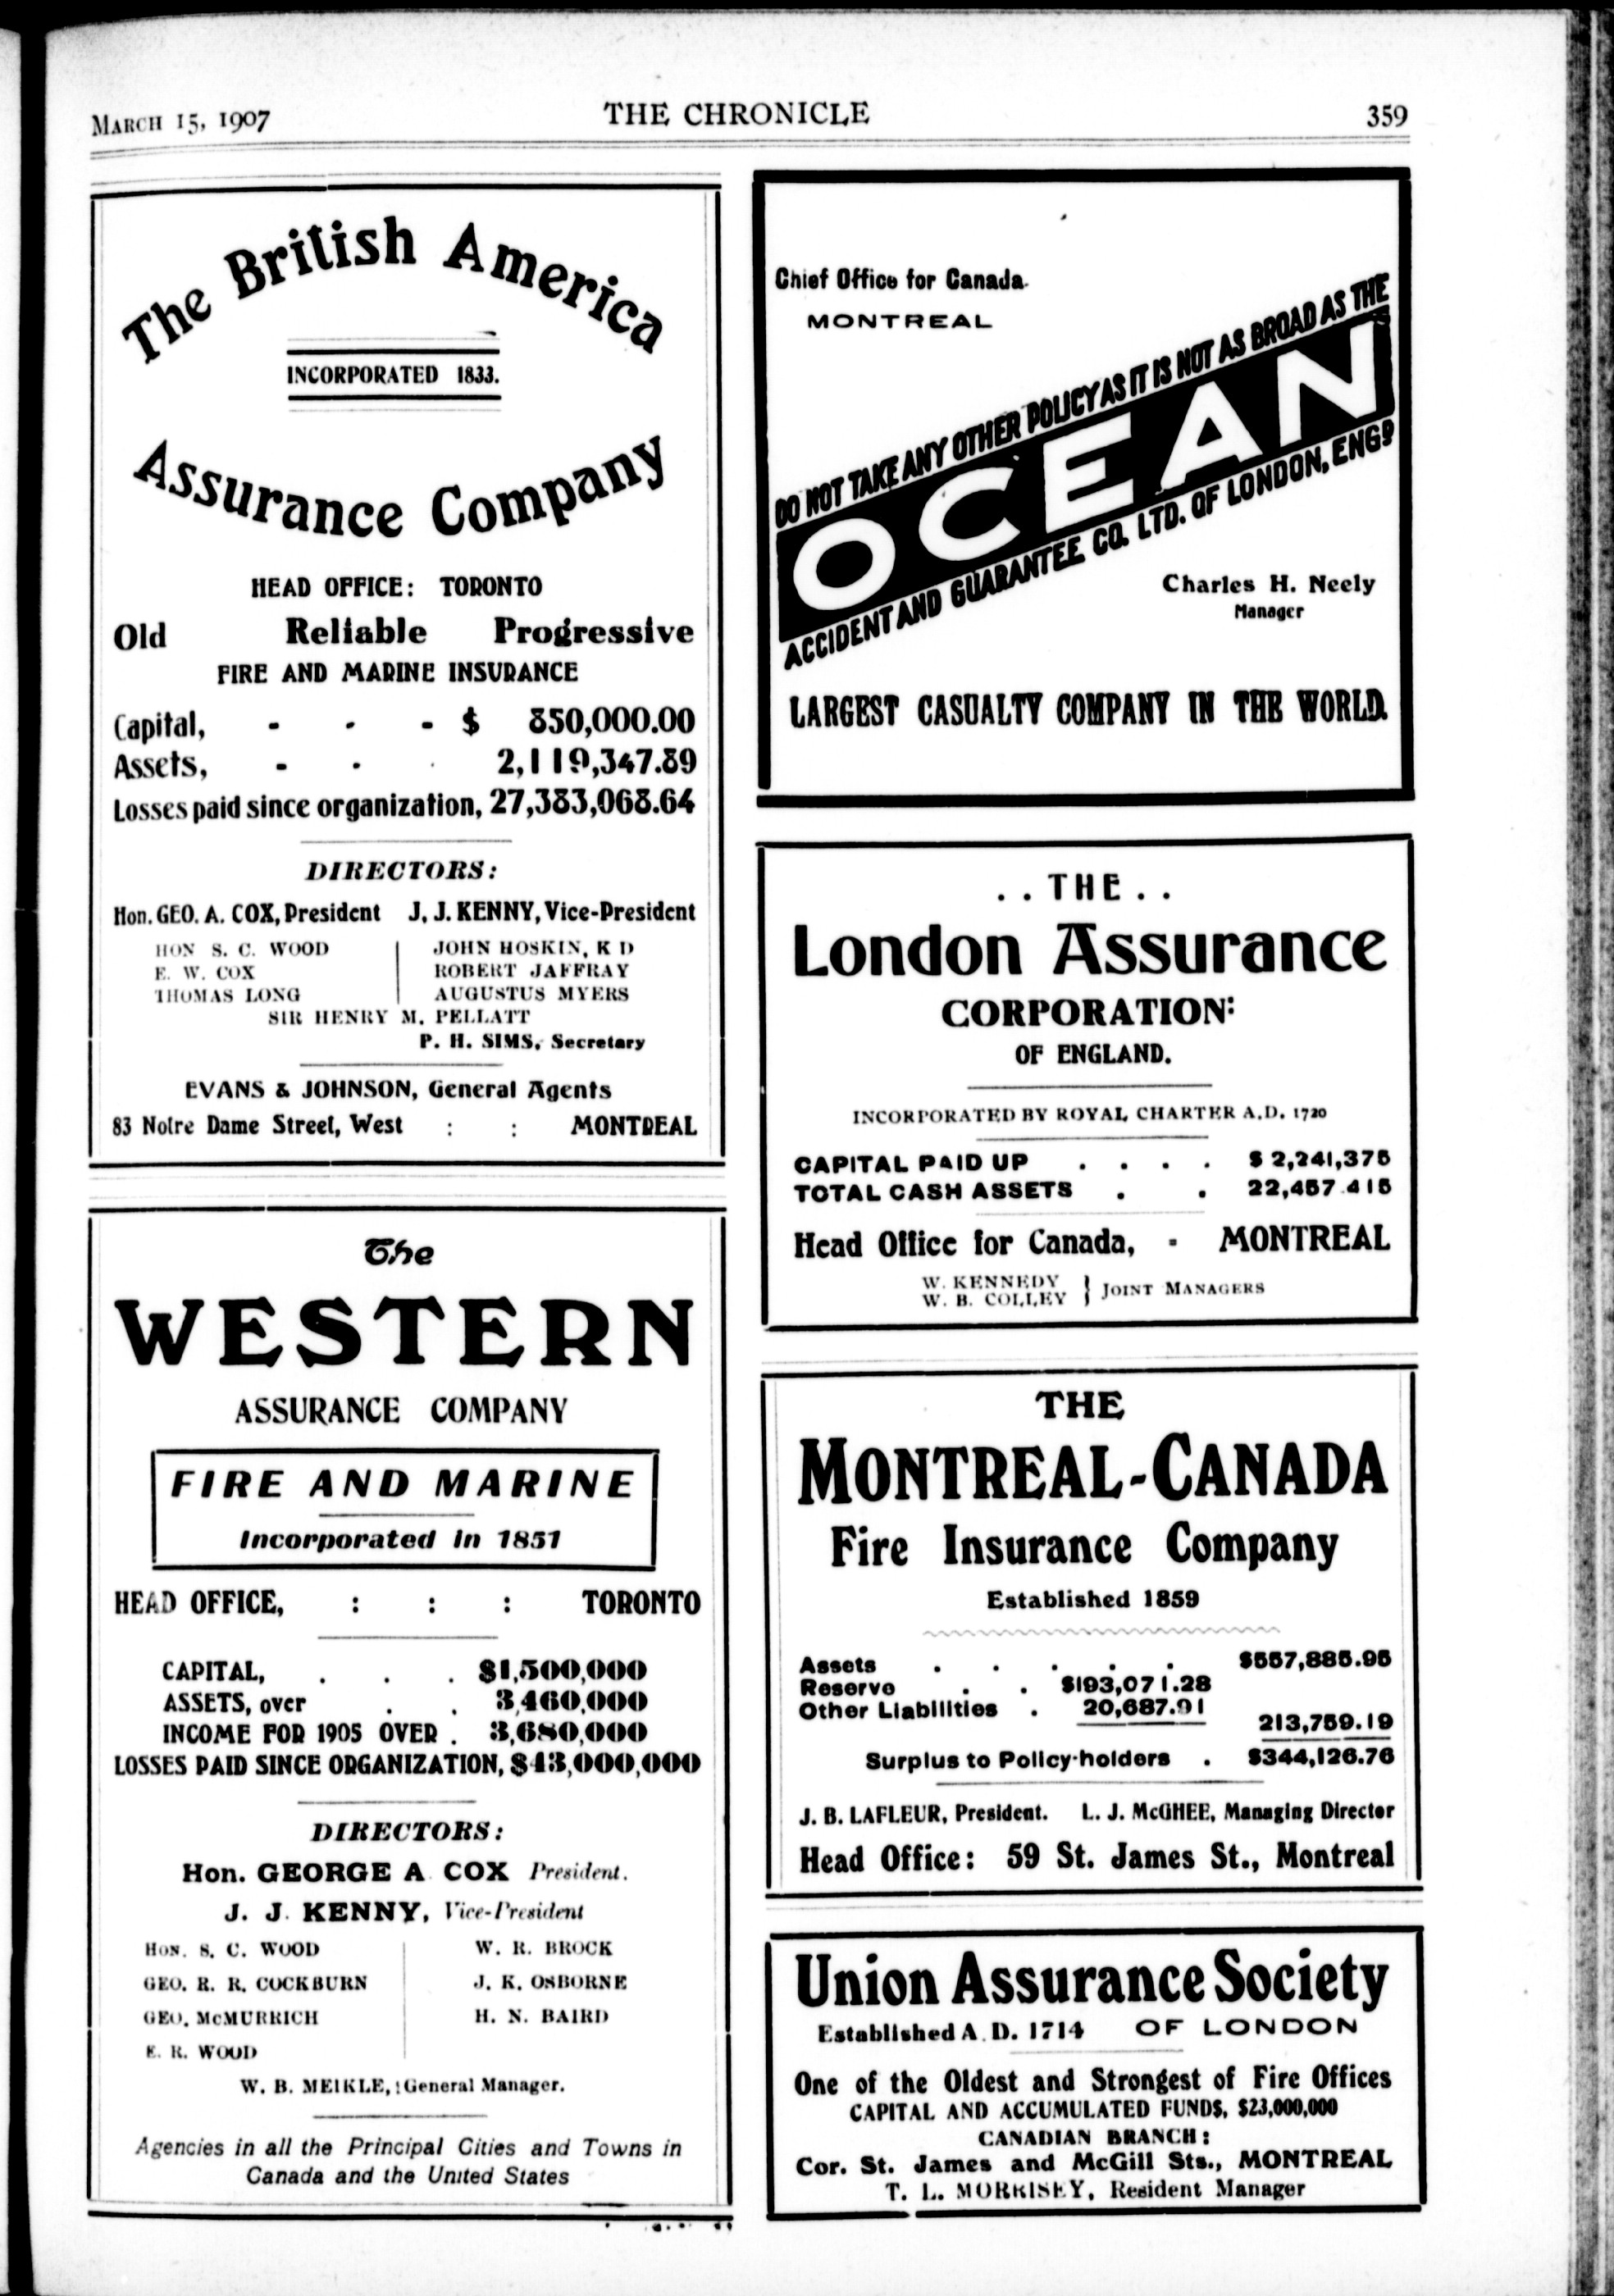 MARCH 15, 1907 THE CHRONICLE 359
The British America
INCORPORATED 1833.
Assurance Company
HEAD OFFICE: TORONTO
Old Reliable Progressive
FIRE AND MARINE INSURANCE
Capital, - - - $ 850,000.00
Assets, - - - 2,119,347.89
Losses paid since organization, 27,383,068.64
DIRECTORS:
Hon. GEO. A. COX, President J. J. KENNY, Vice-President
HON S. C. WOOD JOHN HOSKIN, K D
E. W. COX ROBERT JAFFRAY
THOMAS LONG AUGUSTUS MYERS
SIR HENRY M. PELLATT
P. H. SIMS, Secretary
EVANS & JOHNSON, General Agents
83 Notre Dame Street, West : : MONTREAL
The
WESTERN
ASSURANCE COMPANY
FIRE AND MARINE
Incorporated in 1851
HEAD OFFICE, : : : TORONTO
CAPITAL, . . . $1,500,000
ASSETS, over . . 3,460,000
INCOME FOR 1905 OVER . 3,680,000
LOSSES PAID SINCE ORGANIZATION, $43,000,000
DIRECTORS:
Hon. GEORGE A. COX President.
J. J. KENNY, Vice-President
HON. S. C. WOOD W. R. BROCK
GEO. R. R. COCKBURN J. K. OSBORNE
GEO. McMURRICH H. N. BAIRD
E. R. WOOD
W. B. MEIKLE, General Manager.
Agencies in all the Principal Cities and Towns in
Canada and the United States
Chief Office for Canada.
MONTREAL
DO NOT TAKE ANY OTHER POLICY AS IT IS NOT AS BROAD AS THE
OCEAN
ACCIDENT AND GUARANTEE CO. LTD. OF LONDON, ENGD
Charles H. Neely
Manager
LARGEST CASUALTY COMPANY IN THE WORLD.
. . THE . .
London Assurance
CORPORATION:
OF ENGLAND.
INCORPORATED BY ROYAL CHARTER A.D. 1720
CAPITAL PAID UP . . . . $ 2,241,375
TOTAL CASH ASSETS . . 22,457 415
Head Office for Canada, - MONTREAL
W. KENNEDY
W. B. COLLEY } JOINT MANAGERS
THE
MONTREAL-CANADA
Fire Insurance Company
Established 1859
Assets . . . . . $557,885.95
Reserve . . $193,071.28
Other Liabilities . 20,687.91
213,759.19
Surplus to Policy-holders . $344,126.76
J. B. LAFLEUR, President. L. J. McGHEE, Managing Director
Head Office: 59 St. James St., Montreal
Union Assurance Society
Established A. D. 1714 OF LONDON
One of the Oldest and Strongest of Fire Offices
CAPITAL AND ACCUMULATED FUNDS, $23,000,000
CANADIAN BRANCH:
Cor. St. James and McGill Sts., MONTREAL
T. L. MORRISEY, Resident Manager